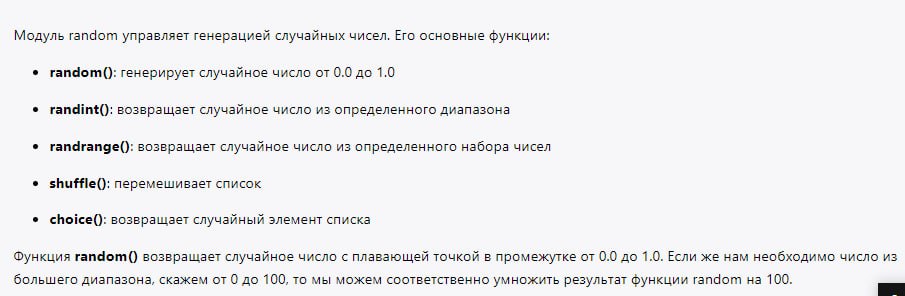 Модуль random управляет генерацией случайных чисел. Его основные функции:
• random(): генерирует случайное число от 0.0 до 1.0
• randint(): возвращает случайное число из определенного диапазона
• randrange(): возвращает случайное число из определенного набора чисел
• shuffle(): перемешивает список
• choice(): возвращает случайный элемент списка
Функция random() возвращает случайное число с плавающей точкой в промежутке от 0.0 до 1.0. Если же нам необходимо число из
большего диапазона, скажем от 0 до 100, то мы можем соответственно умножить результат функции random на 100.